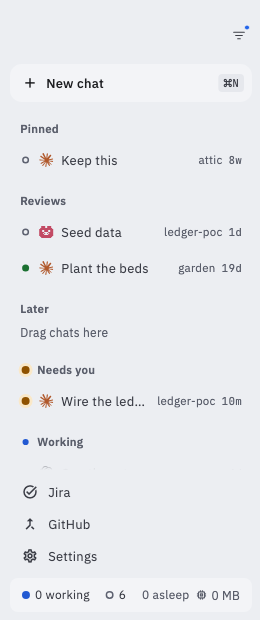 New chat ⌘N
Pinned
Keep this attic 8w
Reviews
Seed data ledger-poc 1d
Plant the beds garden 19d
Later
Drag chats here
Needs you
Wire the led... ledger-poc 10m
Working
Jira
GitHub
Settings
0 working 6 0 asleep 0 MB